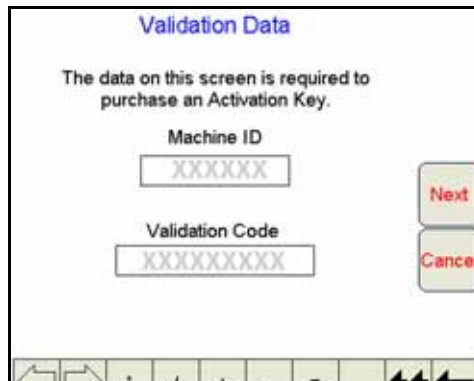 Validation Data
The data on this screen is required to
purchase an Activation Key.
Machine ID
XXXXXX
Validation Code
XXXXXXXXX
Next
Cance